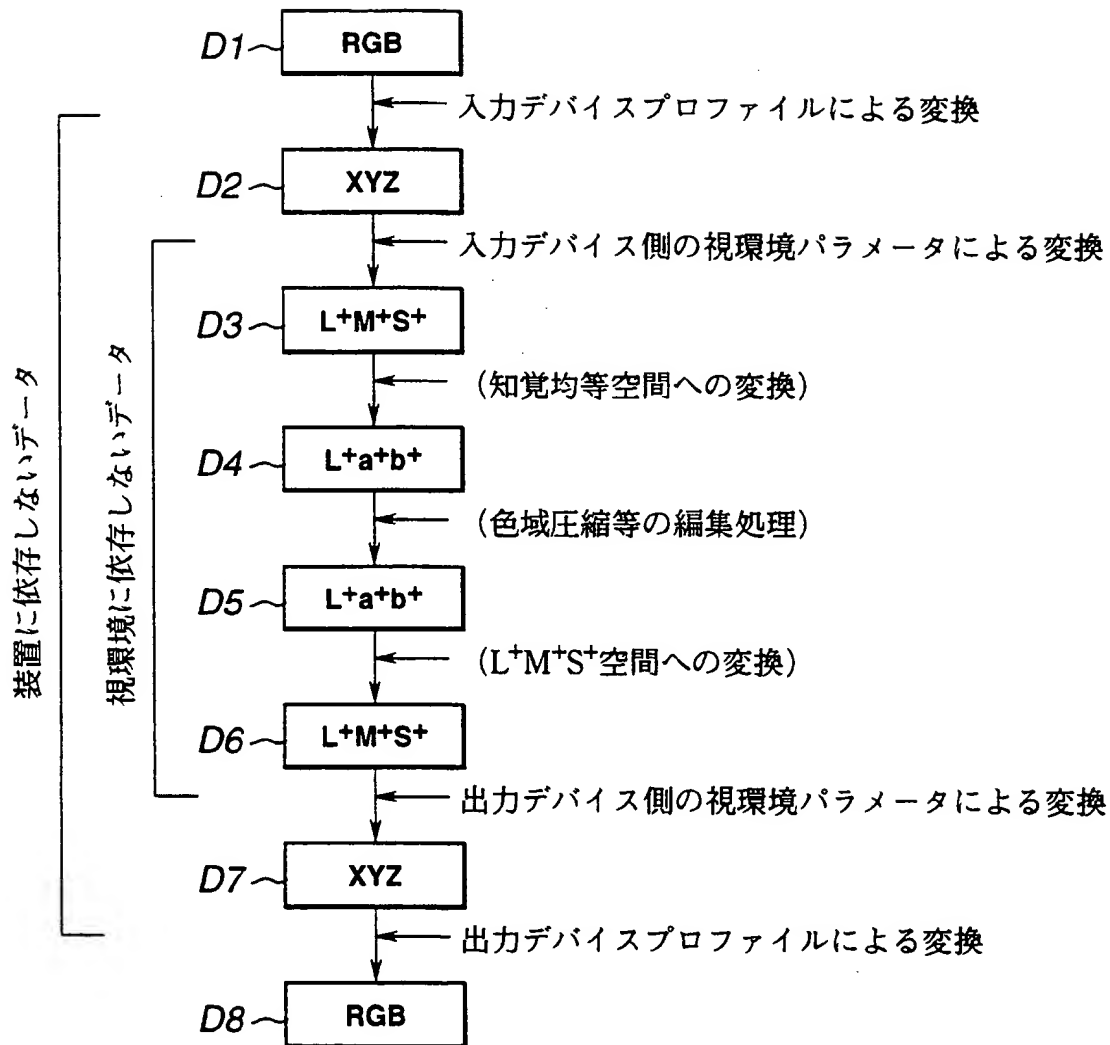 D1 RGB
入力デバイスプロファイルによる変換
D2 XYZ
入力デバイス側の視環境パラメータによる変換
D3 L⁺M⁺S⁺
(知覚均等空間への変換)
D4 L⁺a⁺b⁺
(色域圧縮等の編集処理)
D5 L⁺a⁺b⁺
(L⁺M⁺S⁺空間への変換)
D6 L⁺M⁺S⁺
出力デバイス側の視環境パラメータによる変換
D7 XYZ
出力デバイスプロファイルによる変換
D8 RGB
装置に依存しないデータ
視環境に依存しないデータ